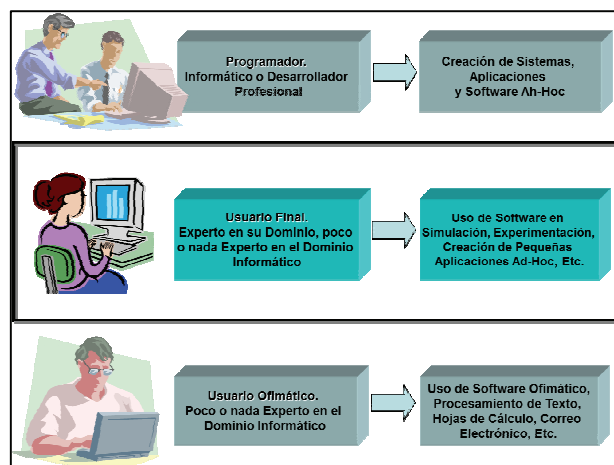 Programador.
Informático o Desarrollador
Profesional
Creación de Sistemas,
Aplicaciones
y Software Ah-Hoc
Usuario Final.
Experto en su Dominio, poco
o nada Experto en el Dominio
Informático
Uso de Software en
Simulación, Experimentación,
Creación de Pequeñas
Aplicaciones Ad-Hoc, Etc.
Usuario Ofimático.
Poco o nada Experto en el
Dominio Informático
Uso de Software Ofimático,
Procesamiento de Texto,
Hojas de Cálculo, Correo
Electrónico, Etc.